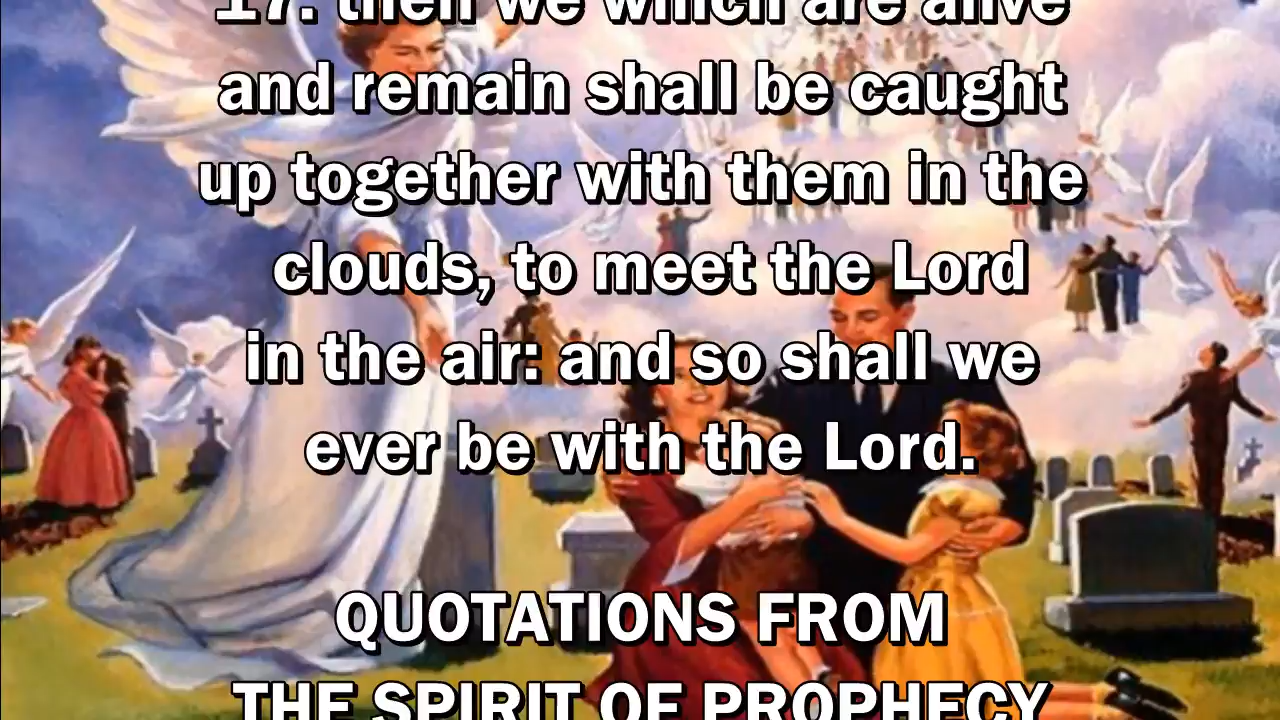 17. then we which are alive
and remain shall be caught
up together with them in the
clouds, to meet the Lord
in the air: and so shall we
ever be with the Lord.
QUOTATIONS FROM
THE SPIRIT OF PROPHECY